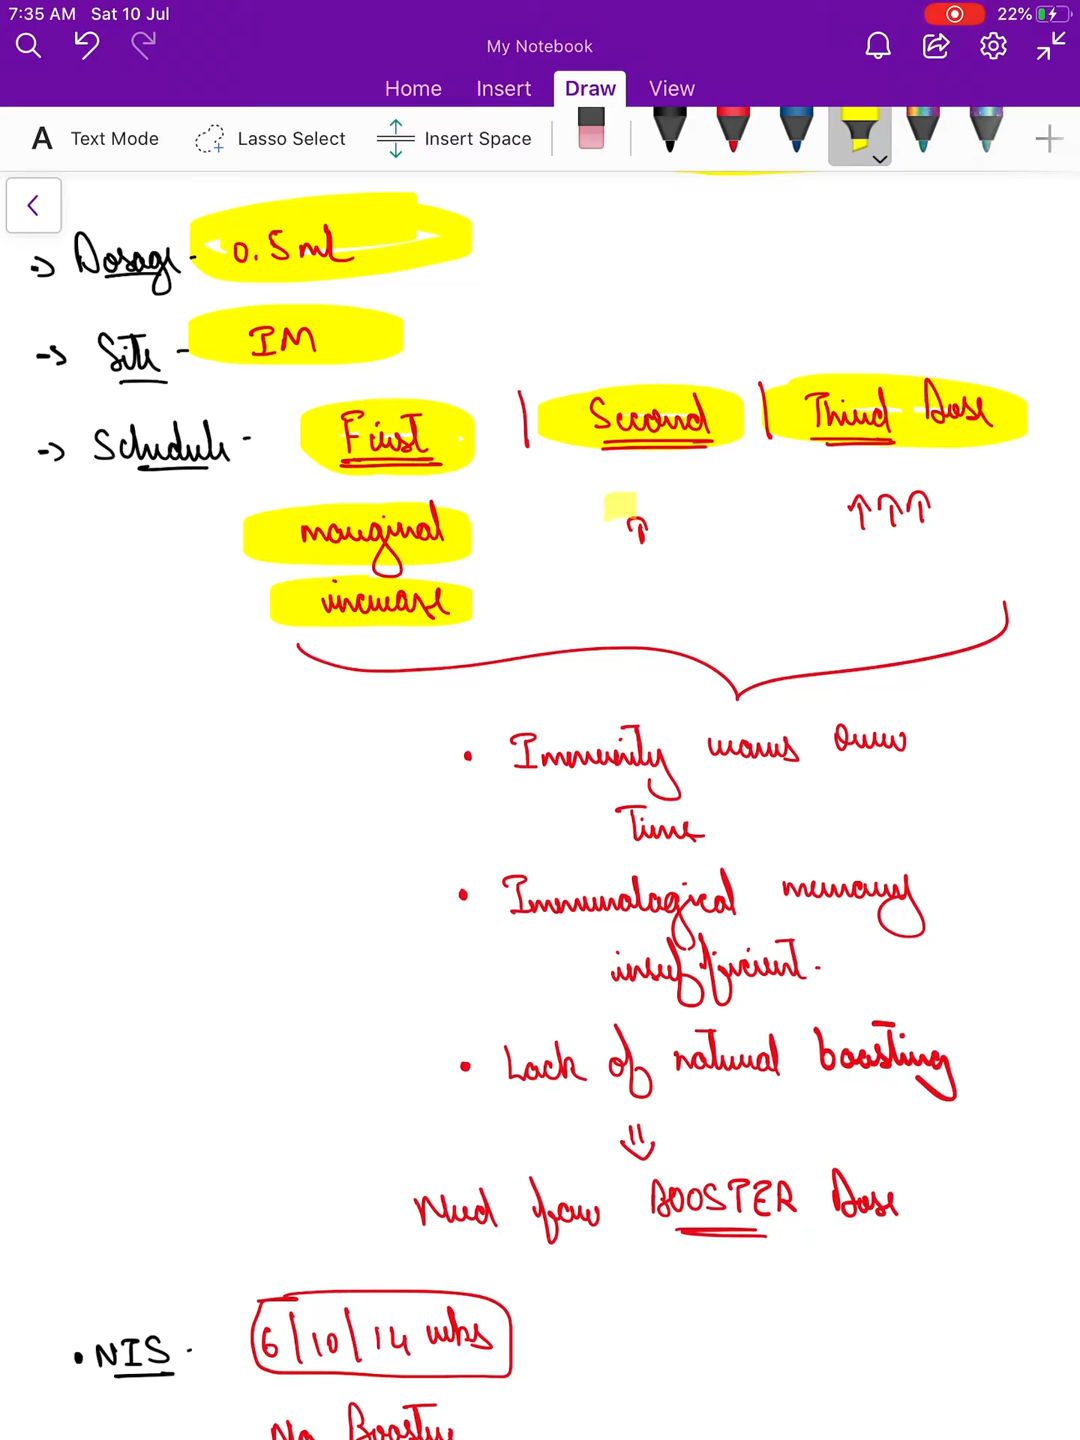 7:35 AM Sat 10 Jul 22%
My Notebook
Home Insert Draw View
A Text Mode Lasso Select Insert Space
-> Dosage - 0.5 ml
-> Site - IM
-> Schedule - First | Second | Third Dose
marginal ↑ ↑↑↑
increase
• Immunity wanes over
Time
• Immunological memory
insufficient.
• Lack of natural boosting
⇓
Need for BOOSTER Dose
• NIS - 6/10/14 wks
No Booster